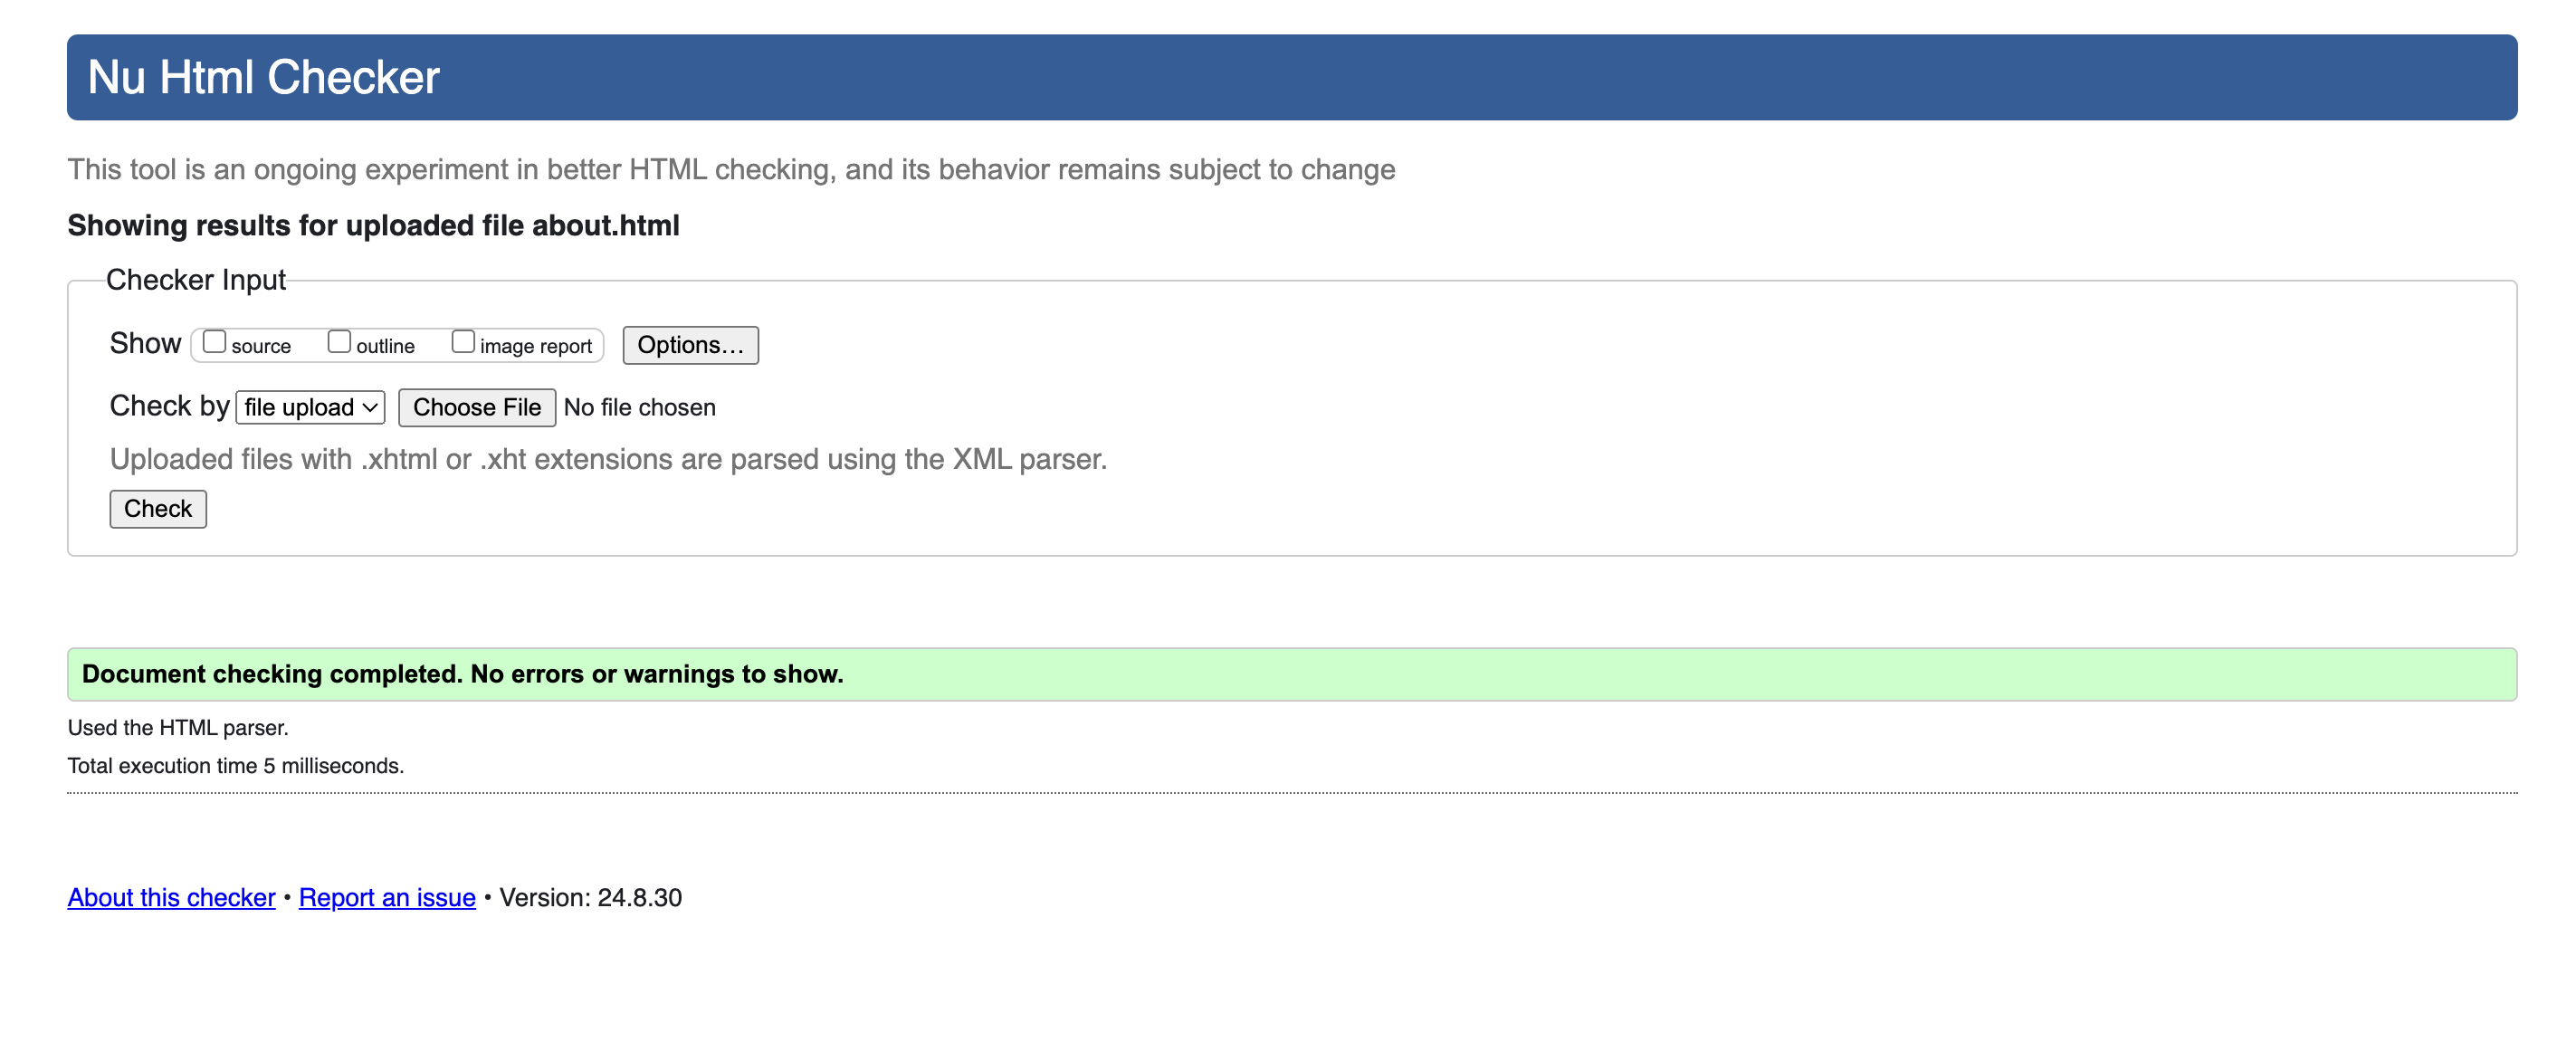 Nu Html Checker
This tool is an ongoing experiment in better HTML checking, and its behavior remains subject to change
Showing results for uploaded file about.html
Checker Input
Show source outline image report Options…
Check by file upload Choose File No file chosen
Uploaded files with .xhtml or .xht extensions are parsed using the XML parser.
Check
Document checking completed. No errors or warnings to show.
Used the HTML parser.
Total execution time 5 milliseconds.
About this checker • Report an issue • Version: 24.8.30